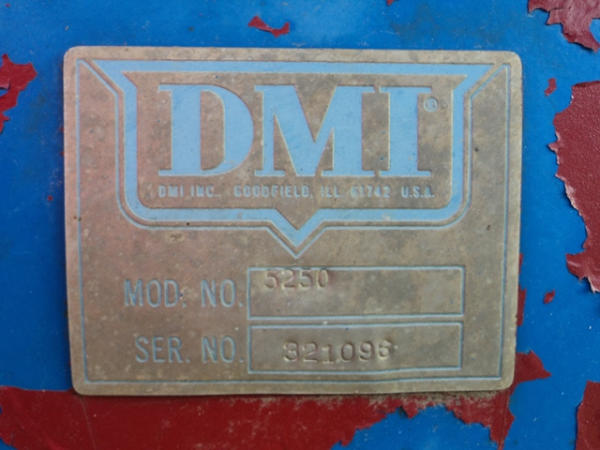 DMI®
DMI INC. GOODFIELD, ILL 61742 U.S.A.
MOD. NO. 5250
SER. NO. 321096